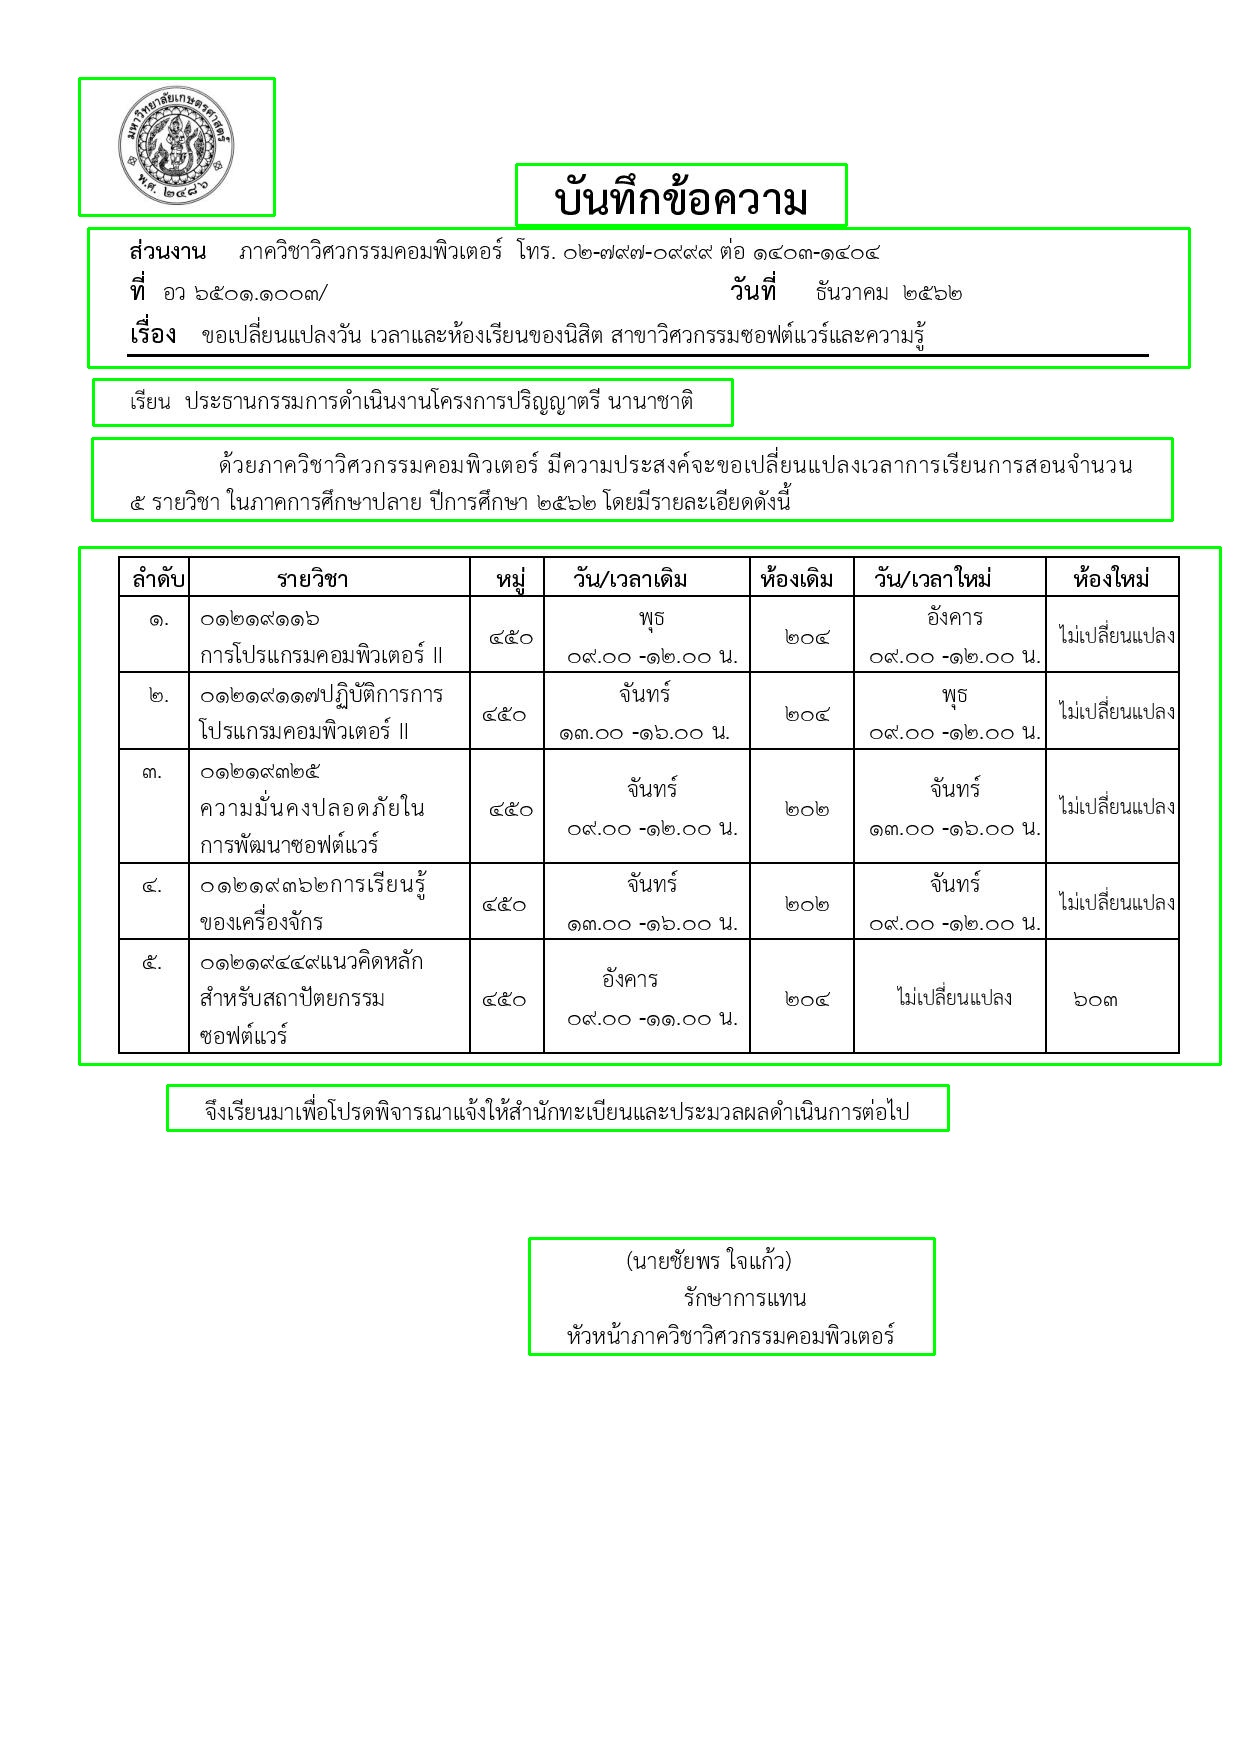 มหาวิทยาลัยเกษตรศาสตร์
พ.ศ. ๒๔๘๖
บันทึกข้อความ
ส่วนงาน ภาควิชาวิศวกรรมคอมพิวเตอร์ โทร. ๐๒-๗๙๗-๐๙๙๙ ต่อ ๑๔๐๓-๑๔๐๔
ที่ อว ๖๕๐๑.๑๐๐๓/ วันที่ ธันวาคม ๒๕๖๒
เรื่อง ขอเปลี่ยนแปลงวัน เวลาและห้องเรียนของนิสิต สาขาวิศวกรรมซอฟต์แวร์และความรู้
เรียน ประธานกรรมการดำเนินงานโครงการปริญญาตรี นานาชาติ
ด้วยภาควิชาวิศวกรรมคอมพิวเตอร์ มีความประสงค์จะขอเปลี่ยนแปลงเวลาการเรียนการสอนจำนวน
๕ รายวิชา ในภาคการศึกษาปลาย ปีการศึกษา ๒๕๖๒ โดยมีรายละเอียดดังนี้
ลำดับ รายวิชา หมู่ วัน/เวลาเดิม ห้องเดิม วัน/เวลาใหม่ ห้องใหม่
๑. ๐๑๒๑๙๑๑๖ พุธ อังคาร
การโปรแกรมคอมพิวเตอร์ II ๔๕๐ ๐๙.๐๐ -๑๒.๐๐ น. ๒๐๔ ๐๙.๐๐ -๑๒.๐๐ น. ไม่เปลี่ยนแปลง
๒. ๐๑๒๑๙๑๑๗ปฏิบัติการการ จันทร์ พุธ
โปรแกรมคอมพิวเตอร์ II ๔๕๐ ๑๓.๐๐ -๑๖.๐๐ น. ๒๐๔ ๐๙.๐๐ -๑๒.๐๐ น. ไม่เปลี่ยนแปลง
๓. ๐๑๒๑๙๓๒๕ จันทร์ จันทร์
ความมั่นคงปลอดภัยใน ๔๕๐ ๐๙.๐๐ -๑๒.๐๐ น. ๒๐๒ ๑๓.๐๐ -๑๖.๐๐ น. ไม่เปลี่ยนแปลง
การพัฒนาซอฟต์แวร์
๔. ๐๑๒๑๙๓๖๒การเรียนรู้ จันทร์ จันทร์
ของเครื่องจักร ๔๕๐ ๑๓.๐๐ -๑๖.๐๐ น. ๒๐๒ ๐๙.๐๐ -๑๒.๐๐ น. ไม่เปลี่ยนแปลง
๕. ๐๑๒๑๙๔๔๙แนวคิดหลัก อังคาร
สำหรับสถาปัตยกรรม ๔๕๐ ๐๙.๐๐ -๑๑.๐๐ น. ๒๐๔ ไม่เปลี่ยนแปลง ๖๐๓
ซอฟต์แวร์
จึงเรียนมาเพื่อโปรดพิจารณาแจ้งให้สำนักทะเบียนและประมวลผลดำเนินการต่อไป
(นายชัยพร ใจแก้ว)
รักษาการแทน
หัวหน้าภาควิชาวิศวกรรมคอมพิวเตอร์